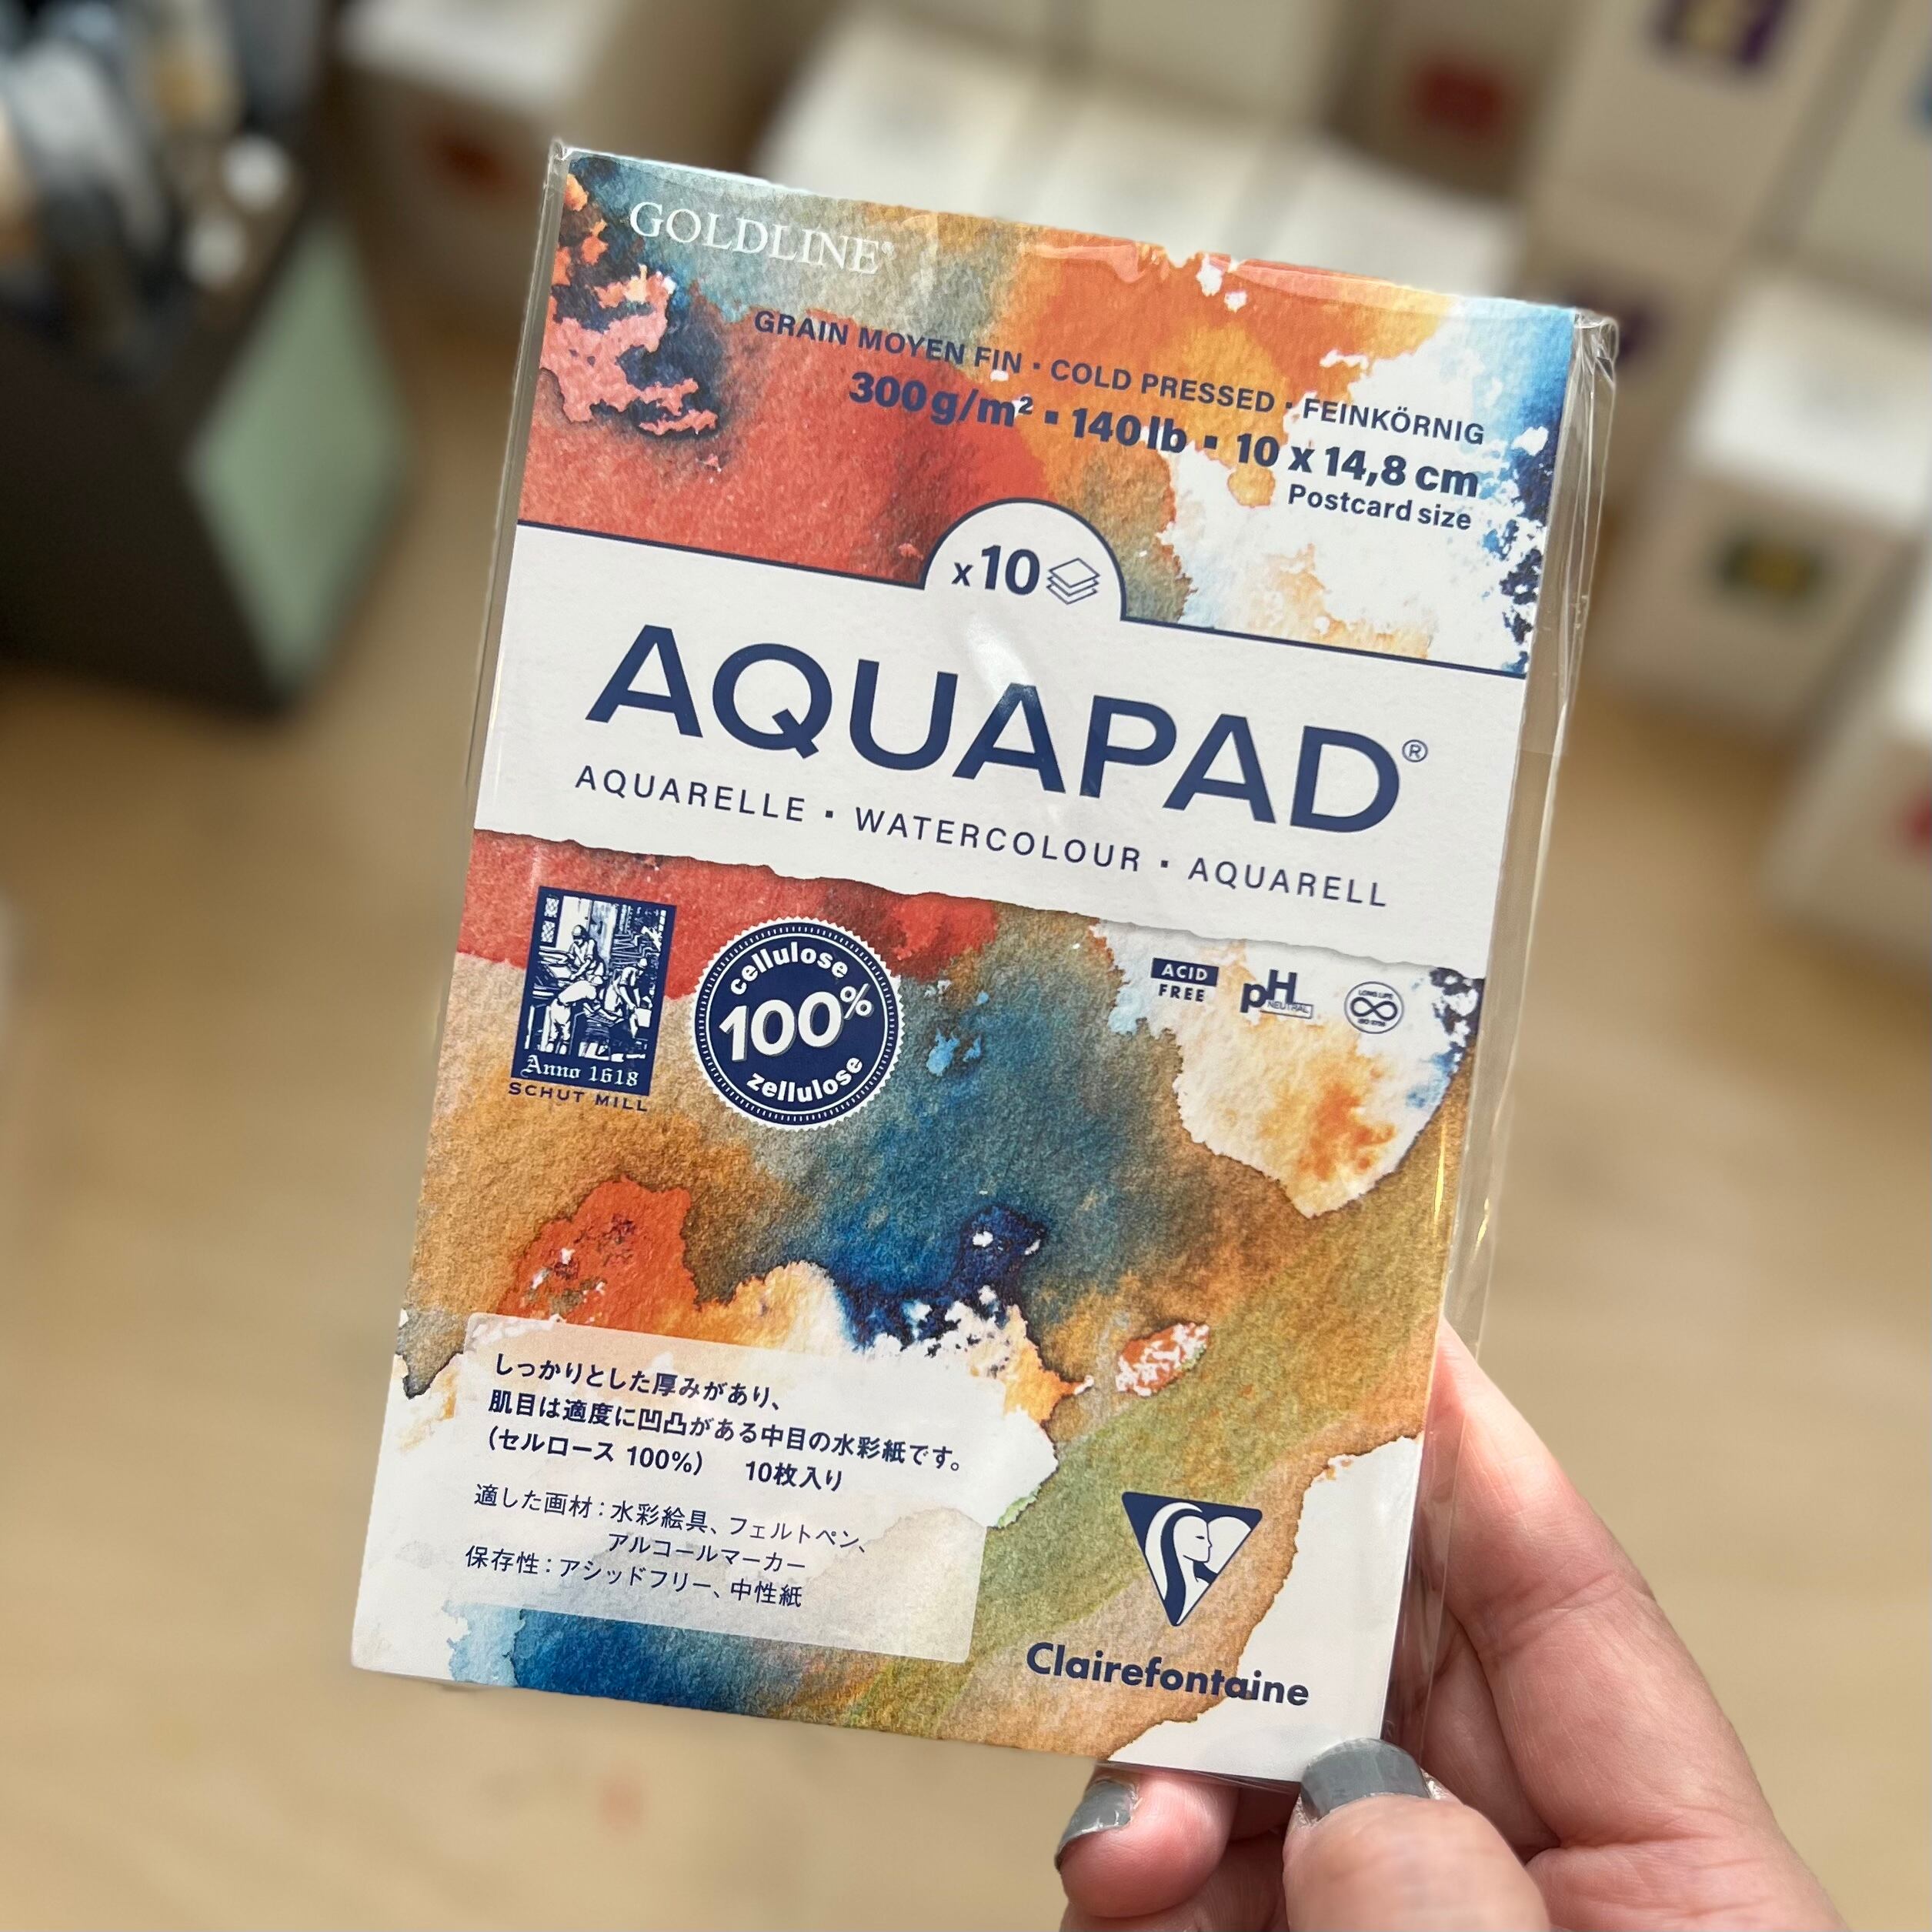 GOLDLINE®
GRAIN MOYEN FIN · COLD PRESSED · FEINKÖRNIG
300 g/m² ▪ 140 lb ▪ 10 x 14,8 cm
Postcard size
x10
AQUAPAD®
AQUARELLE ▪ WATERCOLOUR ▪ AQUARELL
Anno 1618
SCHUT MILL
cellulose
100%
zellulose
ACID
FREE
pH
NEUTRAL
LONG LIFE
ISO 9706
しっかりとした厚みがあり、
肌目は適度に凹凸がある中目の水彩紙です。
(セルロース 100%) 10枚入り
適した画材：水彩絵具、フェルトペン、
アルコールマーカー
保存性：アシッドフリー、中性紙
Clairefontaine